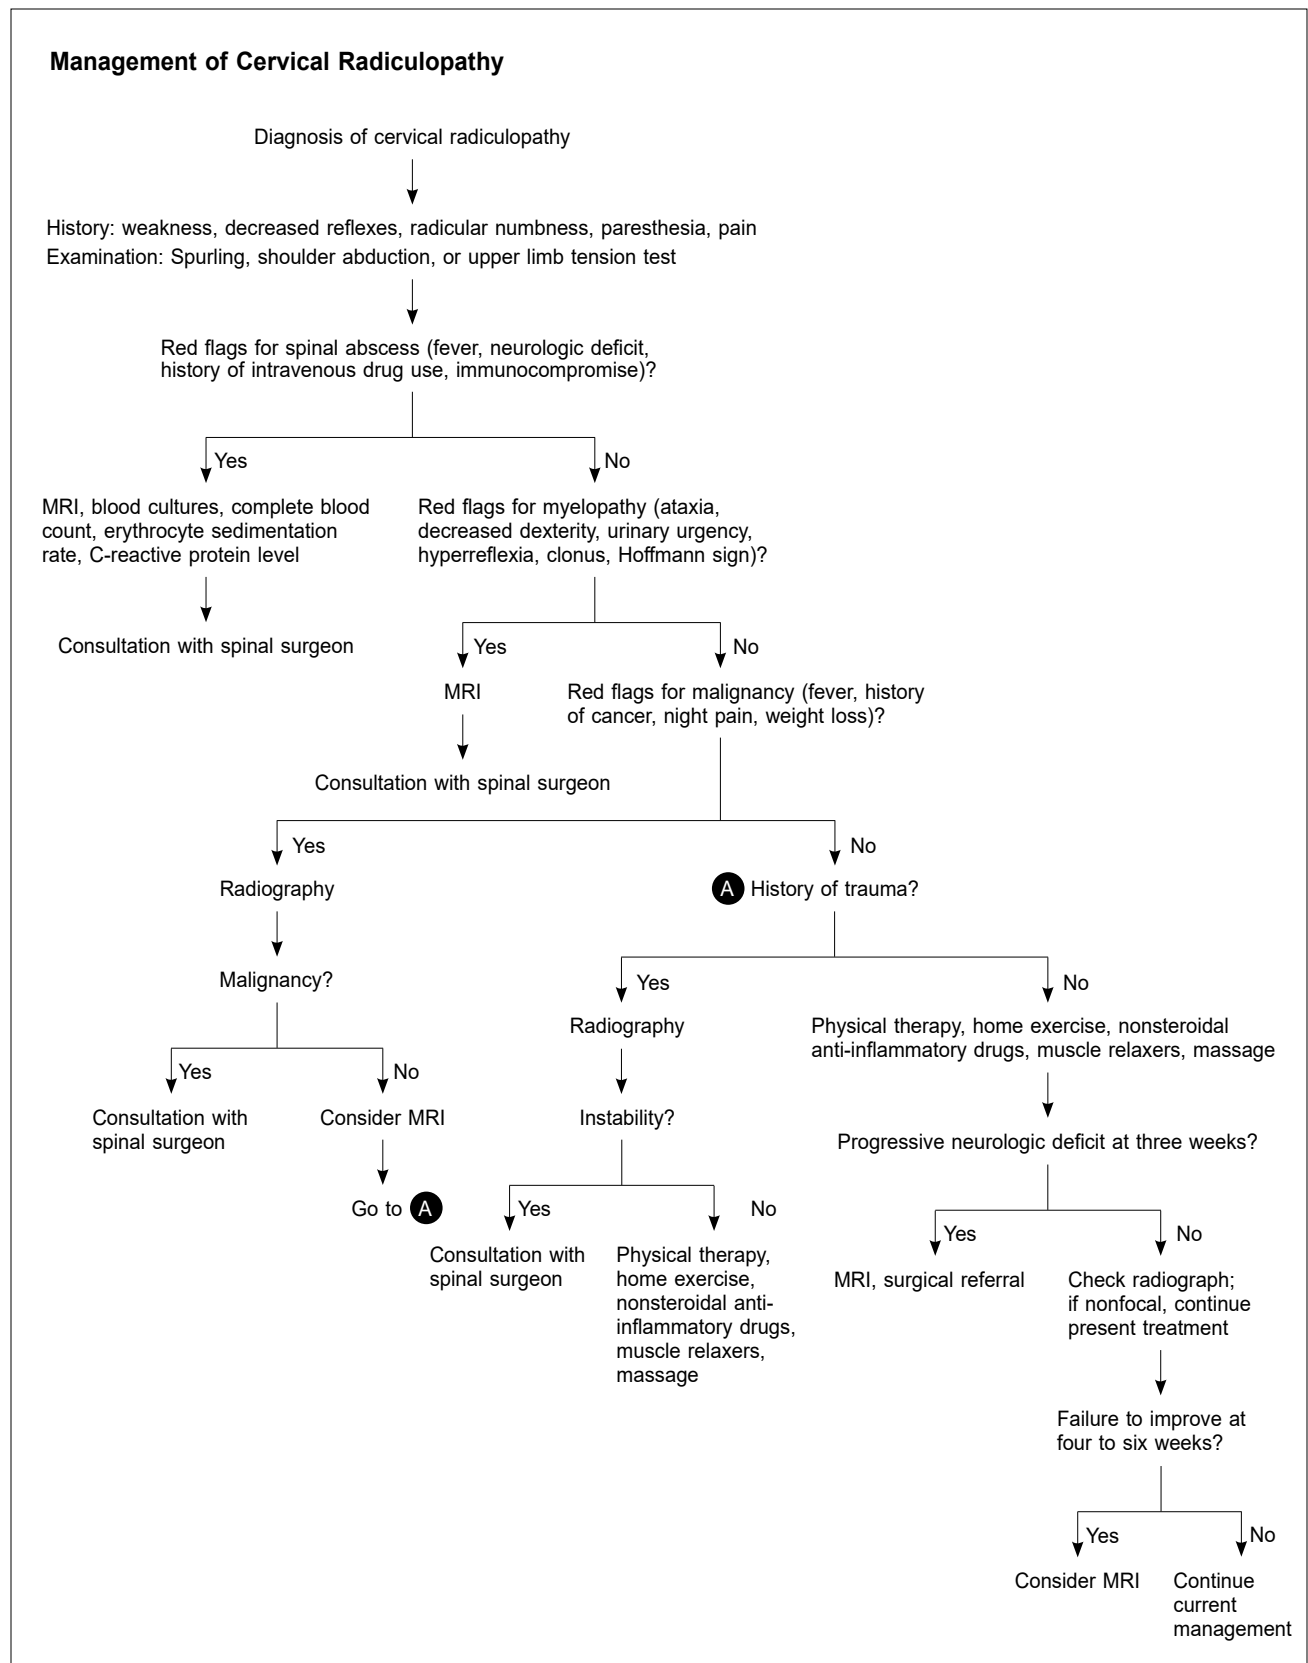 Management of Cervical Radiculopathy
Diagnosis of cervical radiculopathy
History: weakness, decreased reflexes, radicular numbness, paresthesia, pain
Examination: Spurling, shoulder abduction, or upper limb tension test
Red flags for spinal abscess (fever, neurologic deficit,
history of intravenous drug use, immunocompromise)?
Yes
No
MRI, blood cultures, complete blood
count, erythrocyte sedimentation
rate, C-reactive protein level
Red flags for myelopathy (ataxia,
decreased dexterity, urinary urgency,
hyperreflexia, clonus, Hoffmann sign)?
Consultation with spinal surgeon
Yes
No
MRI
Red flags for malignancy (fever, history
of cancer, night pain, weight loss)?
Consultation with spinal surgeon
Yes
No
Radiography
A History of trauma?
Malignancy?
Yes
No
Radiography
Physical therapy, home exercise, nonsteroidal
anti-inflammatory drugs, muscle relaxers, massage
Yes
No
Consultation with
spinal surgeon
Consider MRI
Go to A
Instability?
Progressive neurologic deficit at three weeks?
Yes
No
Consultation with
spinal surgeon
Physical therapy,
home exercise,
nonsteroidal anti-
inflammatory drugs,
muscle relaxers,
massage
Yes
No
MRI, surgical referral
Check radiograph;
if nonfocal, continue
present treatment
Failure to improve at
four to six weeks?
Yes
No
Consider MRI
Continue
current
management